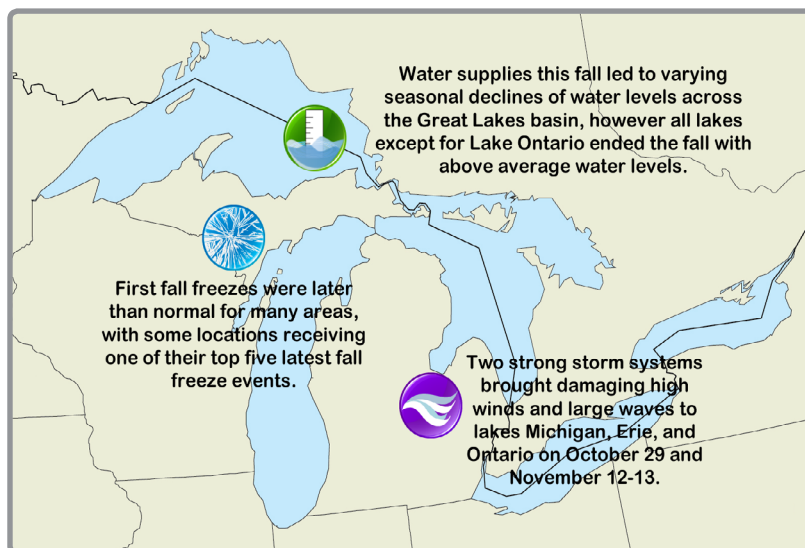 Water supplies this fall led to varying
seasonal declines of water levels across
the Great Lakes basin, however all lakes
except for Lake Ontario ended the fall with
above average water levels.
First fall freezes were later
than normal for many areas,
with some locations receiving
one of their top five latest fall
freeze events.
Two strong storm systems
brought damaging high
winds and large waves to
lakes Michigan, Erie, and
Ontario on October 29 and
November 12-13.